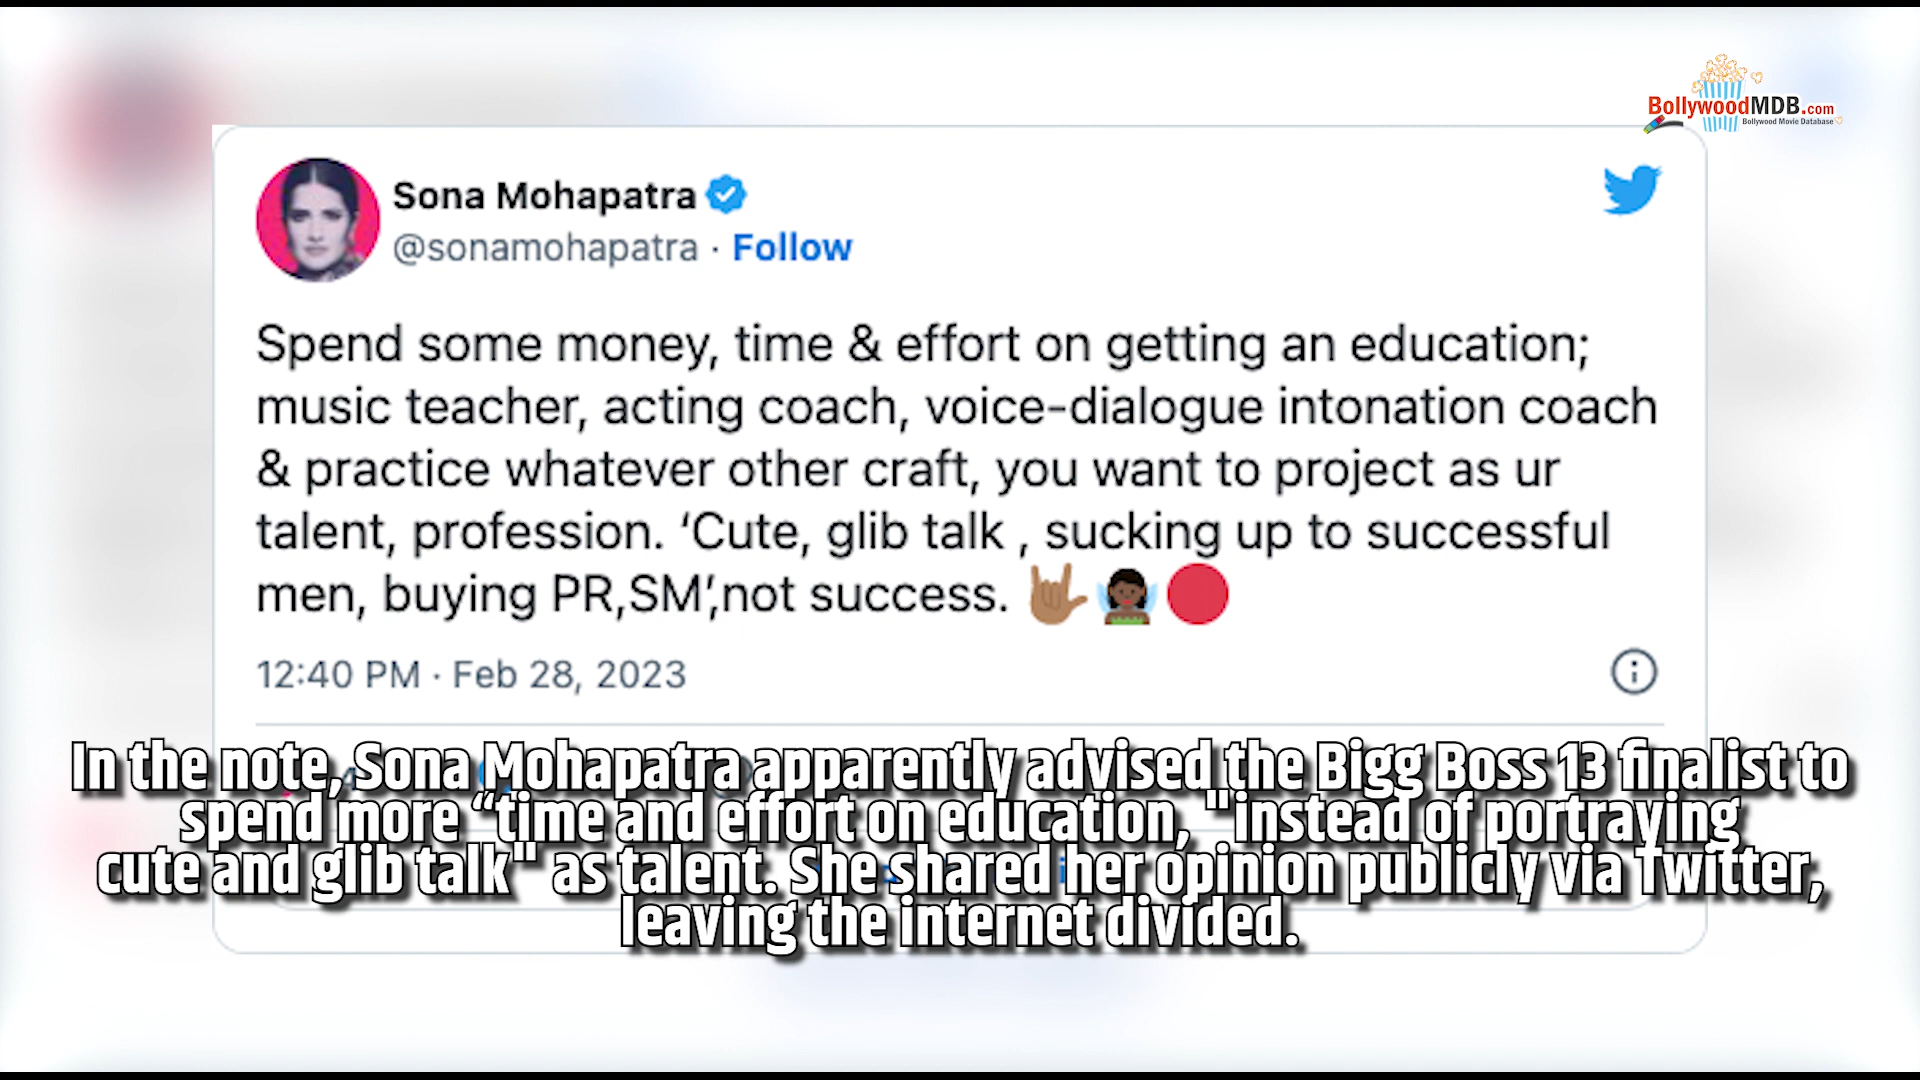 BollywoodMDB.com
Bollywood Movie Database
Sona Mohapatra
@sonamohapatra · Follow
Spend some money, time & effort on getting an education;
music teacher, acting coach, voice-dialogue intonation coach
& practice whatever other craft, you want to project as ur
talent, profession. ‘Cute, glib talk , sucking up to successful
men, buying PR,SM’,not success. 🤟🏽🧚🏿🔴
12:40 PM · Feb 28, 2023
In the note, Sona Mohapatra apparently advised the Bigg Boss 13 finalist to
spend more “time and effort on education, "instead of portraying
cute and glib talk" as talent. She shared her opinion publicly via Twitter,
leaving the internet divided.